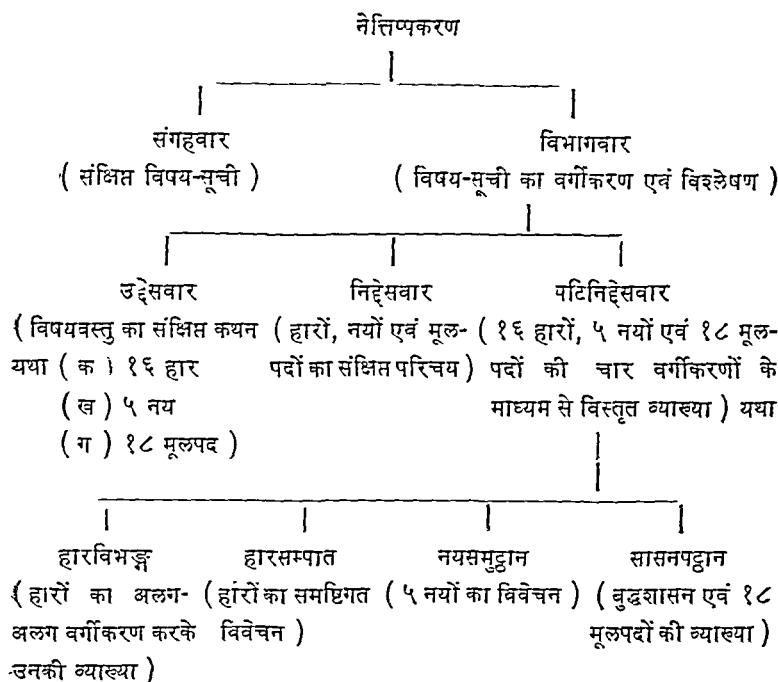 नेत्तिप्पकरण
संगहवार विभागवार
( संक्षिप्त विषय-सूची ) ( विषय-सूची का वर्गीकरण एवं विश्लेषण )
उद्देसवार निद्देसवार पटिनिद्देसवार
( विषयवस्तु का संक्षिप्त कथन ( हारों, नयों एवं मूल- ( १६ हारों, ५ नयों एवं १८ मूल-
यथा ( क ) १६ हार पदों का संक्षिप्त परिचय ) पदों की चार वर्गीकरणों के
( ख ) ५ नय माध्यम से विस्तृत व्याख्या ) यथा
( ग ) १८ मूलपद )
हारविभङ्ग हारसम्पात नयसमुट्ठान सासनपट्ठान
( हारों का अलग- ( हारों का समष्टिगत ( ५ नयों का विवेचन ) ( बुद्धशासन एवं १८
अलग वर्गीकरण करके विवेचन ) मूलपदों की व्याख्या )
उनकी व्याख्या )